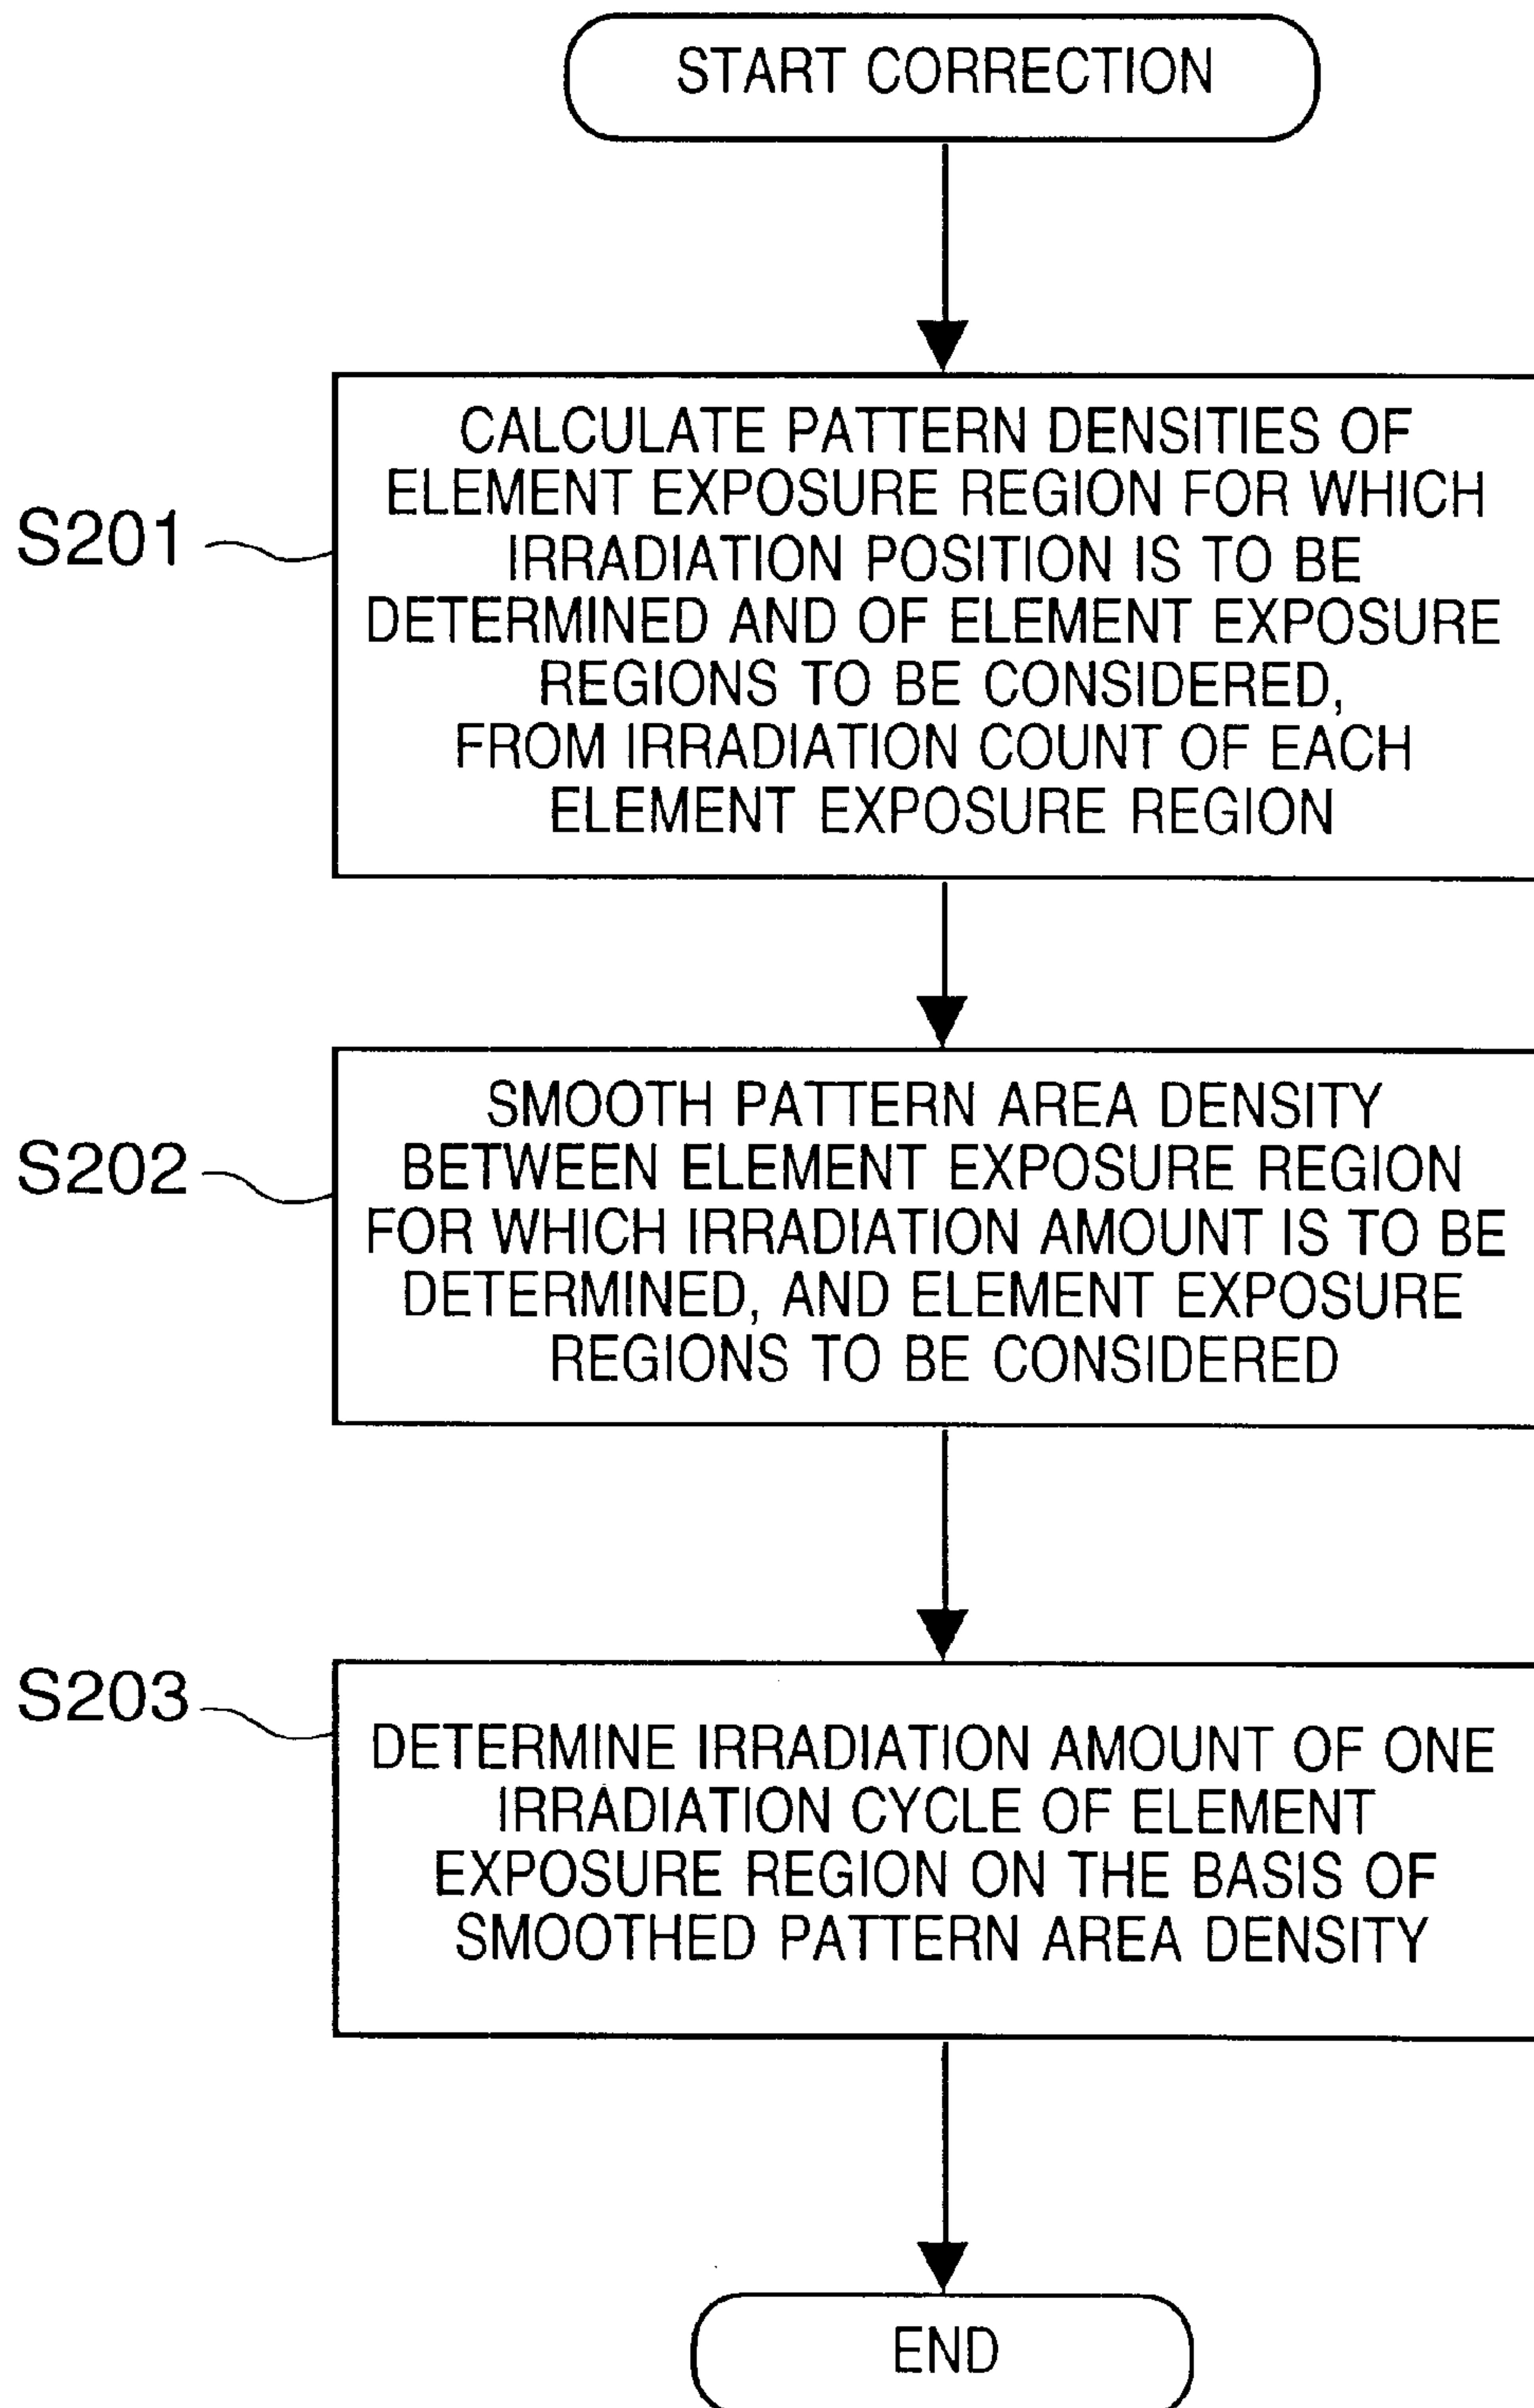 START CORRECTION
S201
CALCULATE PATTERN DENSITIES OF
ELEMENT EXPOSURE REGION FOR WHICH
IRRADIATION POSITION IS TO BE
DETERMINED AND OF ELEMENT EXPOSURE
REGIONS TO BE CONSIDERED,
FROM IRRADIATION COUNT OF EACH
ELEMENT EXPOSURE REGION
S202
SMOOTH PATTERN AREA DENSITY
BETWEEN ELEMENT EXPOSURE REGION
FOR WHICH IRRADIATION AMOUNT IS TO BE
DETERMINED, AND ELEMENT EXPOSURE
REGIONS TO BE CONSIDERED
S203
DETERMINE IRRADIATION AMOUNT OF ONE
IRRADIATION CYCLE OF ELEMENT
EXPOSURE REGION ON THE BASIS OF
SMOOTHED PATTERN AREA DENSITY
END